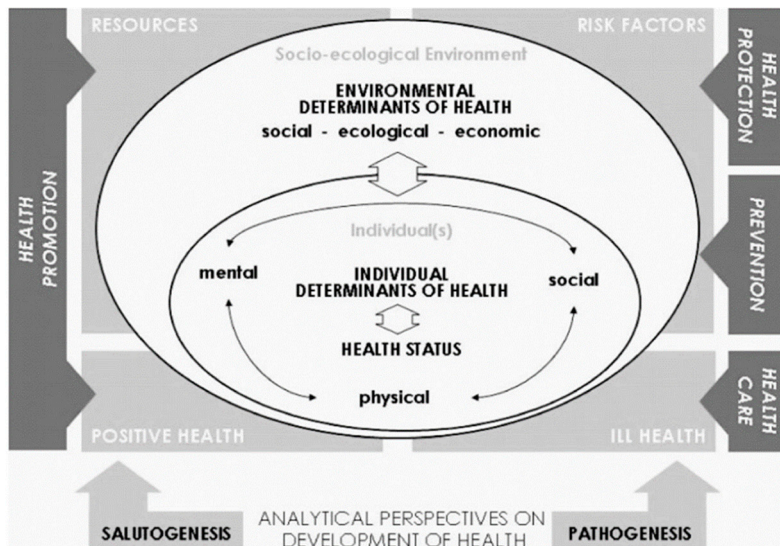 RESOURCES
RISK FACTORS
Socio-ecological Environment
ENVIRONMENTAL
DETERMINANTS OF HEALTH
social - ecological - economic
HEALTH
PROTECTION
HEALTH
PROMOTION
PREVENTION
Individual(s)
mental
social
INDIVIDUAL
DETERMINANTS OF HEALTH
HEALTH STATUS
physical
HEALTH
CARE
POSITIVE HEALTH
ILL HEALTH
SALUTOGENESIS
ANALYTICAL PERSPECTIVES ON
DEVELOPMENT OF HEALTH
PATHOGENESIS